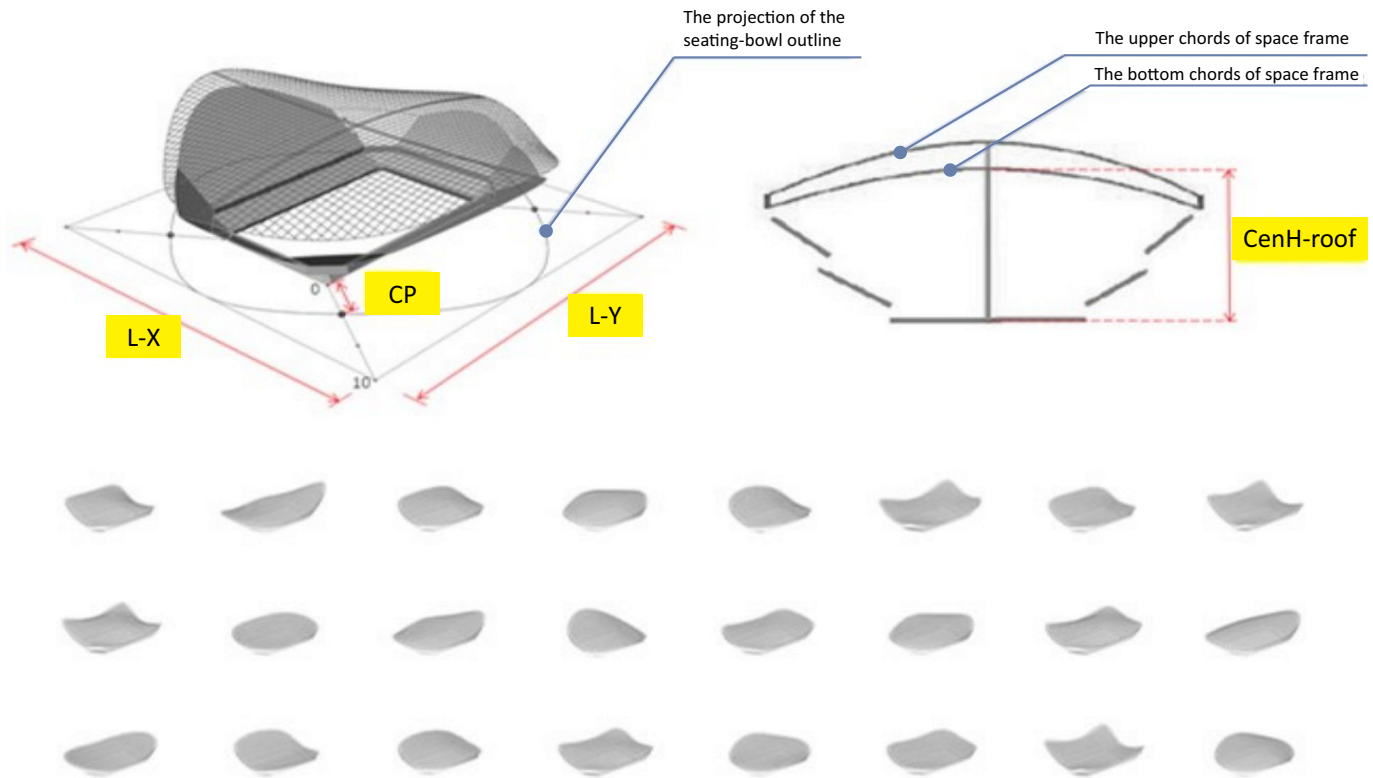 The projection of the
seating-bowl outline
The upper chords of space frame
The bottom chords of space frame
CenH-roof
0
CP
L-X
L-Y
10